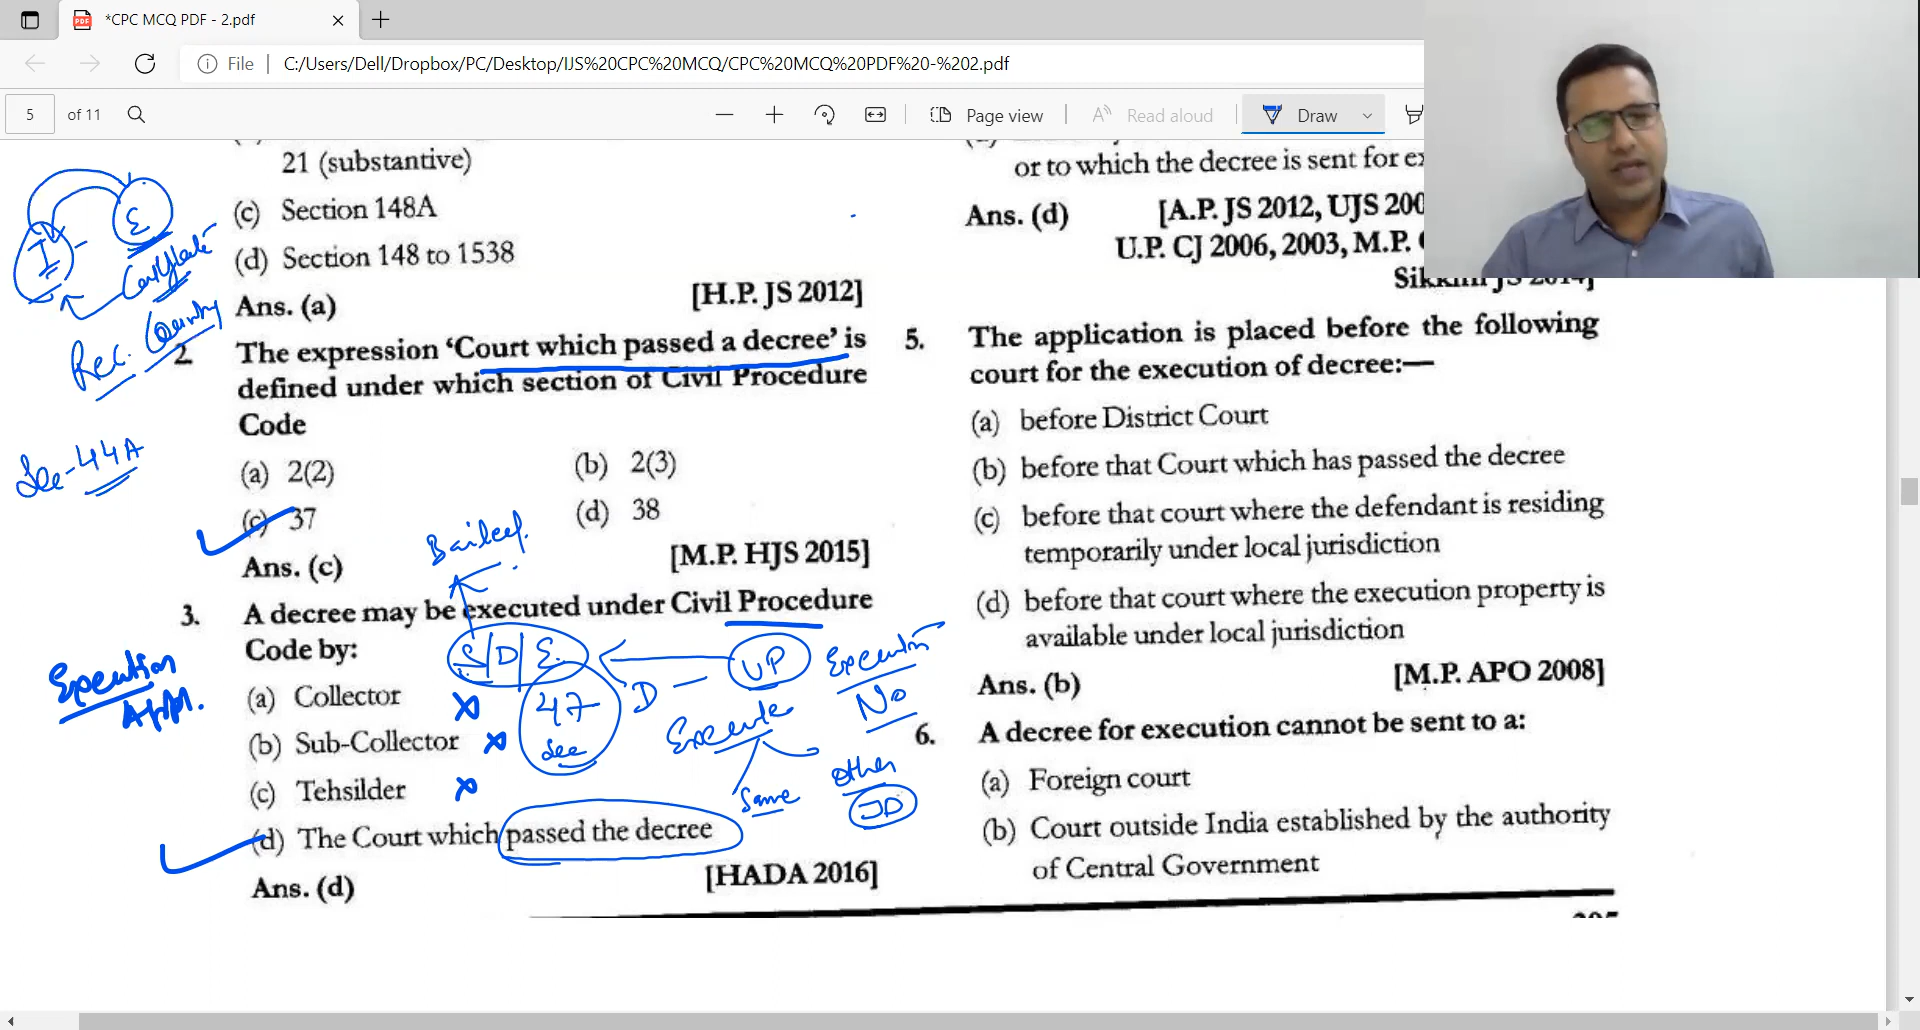 *CPC MCQ PDF - 2.pdf
File
C:/Users/Dell/Dropbox/PC/Desktop/IJS%20CPC%20MCQ/CPC%20MCQ%20PDF%20-%202.pdf
5 of 11
Page view
Read aloud
Draw
21 (substantive)
(c) Section 148A
(d) Section 148 to 1538
Ans. (a) [H.P. JS 2012]
2 The expression ‘Court which passed a decree’ is
defined under which section of Civil Procedure
Code
(a) 2(2) (b) 2(3)
(c) 37 (d) 38
Ans. (c) [M.P. HJS 2015]
3. A decree may be executed under Civil Procedure
Code by:
(a) Collector
(b) Sub-Collector
(c) Tehsilder
(d) The Court which passed the decree
Ans. (d) [HADA 2016]
or to which the decree is sent for ex
Ans. (d) [A.P. JS 2012, UJS 200
U.P. CJ 2006, 2003, M.P.
Sikkim JS 2014]
5. The application is placed before the following
court for the execution of decree:—
(a) before District Court
(b) before that Court which has passed the decree
(c) before that court where the defendant is residing
temporarily under local jurisdiction
(d) before that court where the execution property is
available under local jurisdiction
Ans. (b) [M.P. APO 2008]
6. A decree for execution cannot be sent to a:
(a) Foreign court
(b) Court outside India established by the authority
of Central Government
I
E
Rec. Country
Sec-44A
Execution
S|D|E.
47
D — UP
Execution
No
Execute
Same
Other
JD